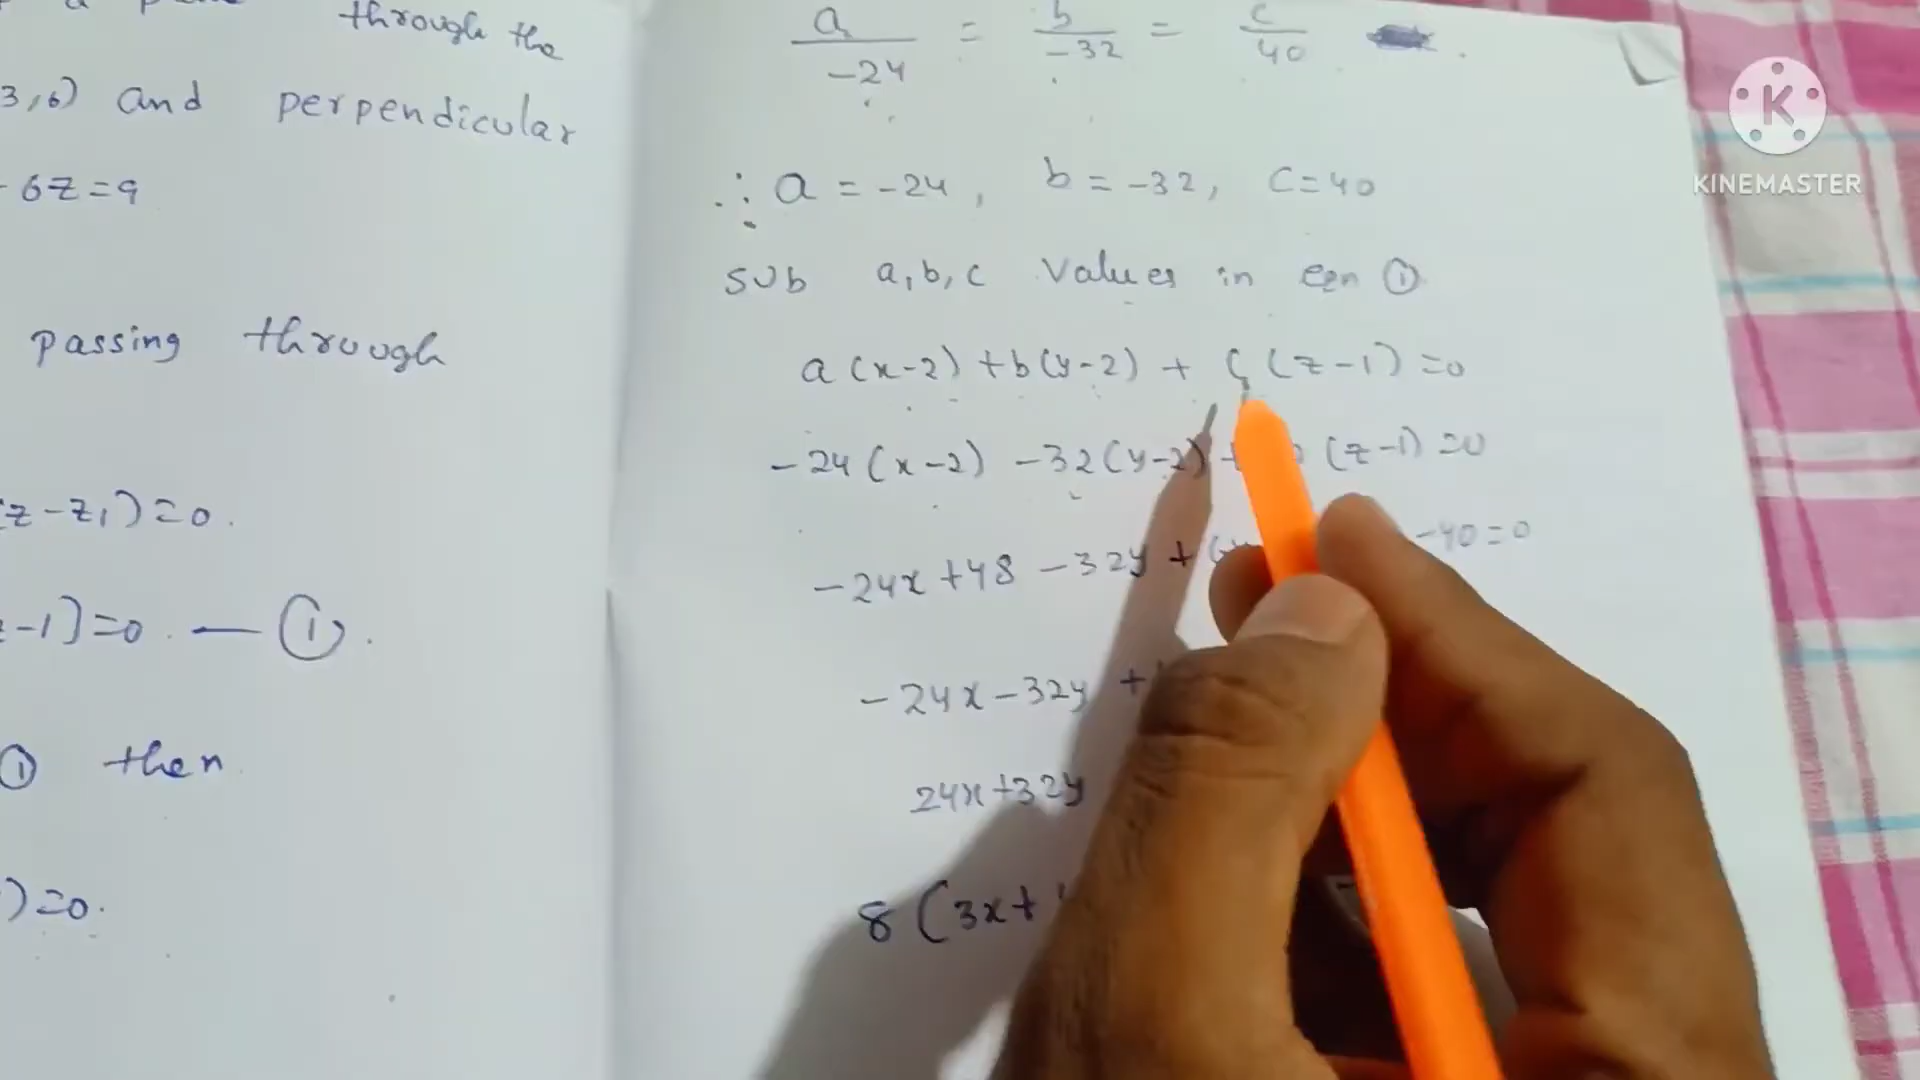 through the
3,6) and perpendicular
- 6z=9
passing through
(z-z₁)=0.
z-1]=0. — ①.
① then
)=0.
a/-24 = b/-32 = c/40 .
∴ a = -24, b = -32, c=40
sub a,b,c values in eqn ①
a(x-2) +b(y-2) + c(z-1) =0
-24(x-2) -32(y-2) + (z-1) =0
-24x +48 -32y + -40=0
-24x-32y +
24x+32y
8(3x+
K
KINEMASTER